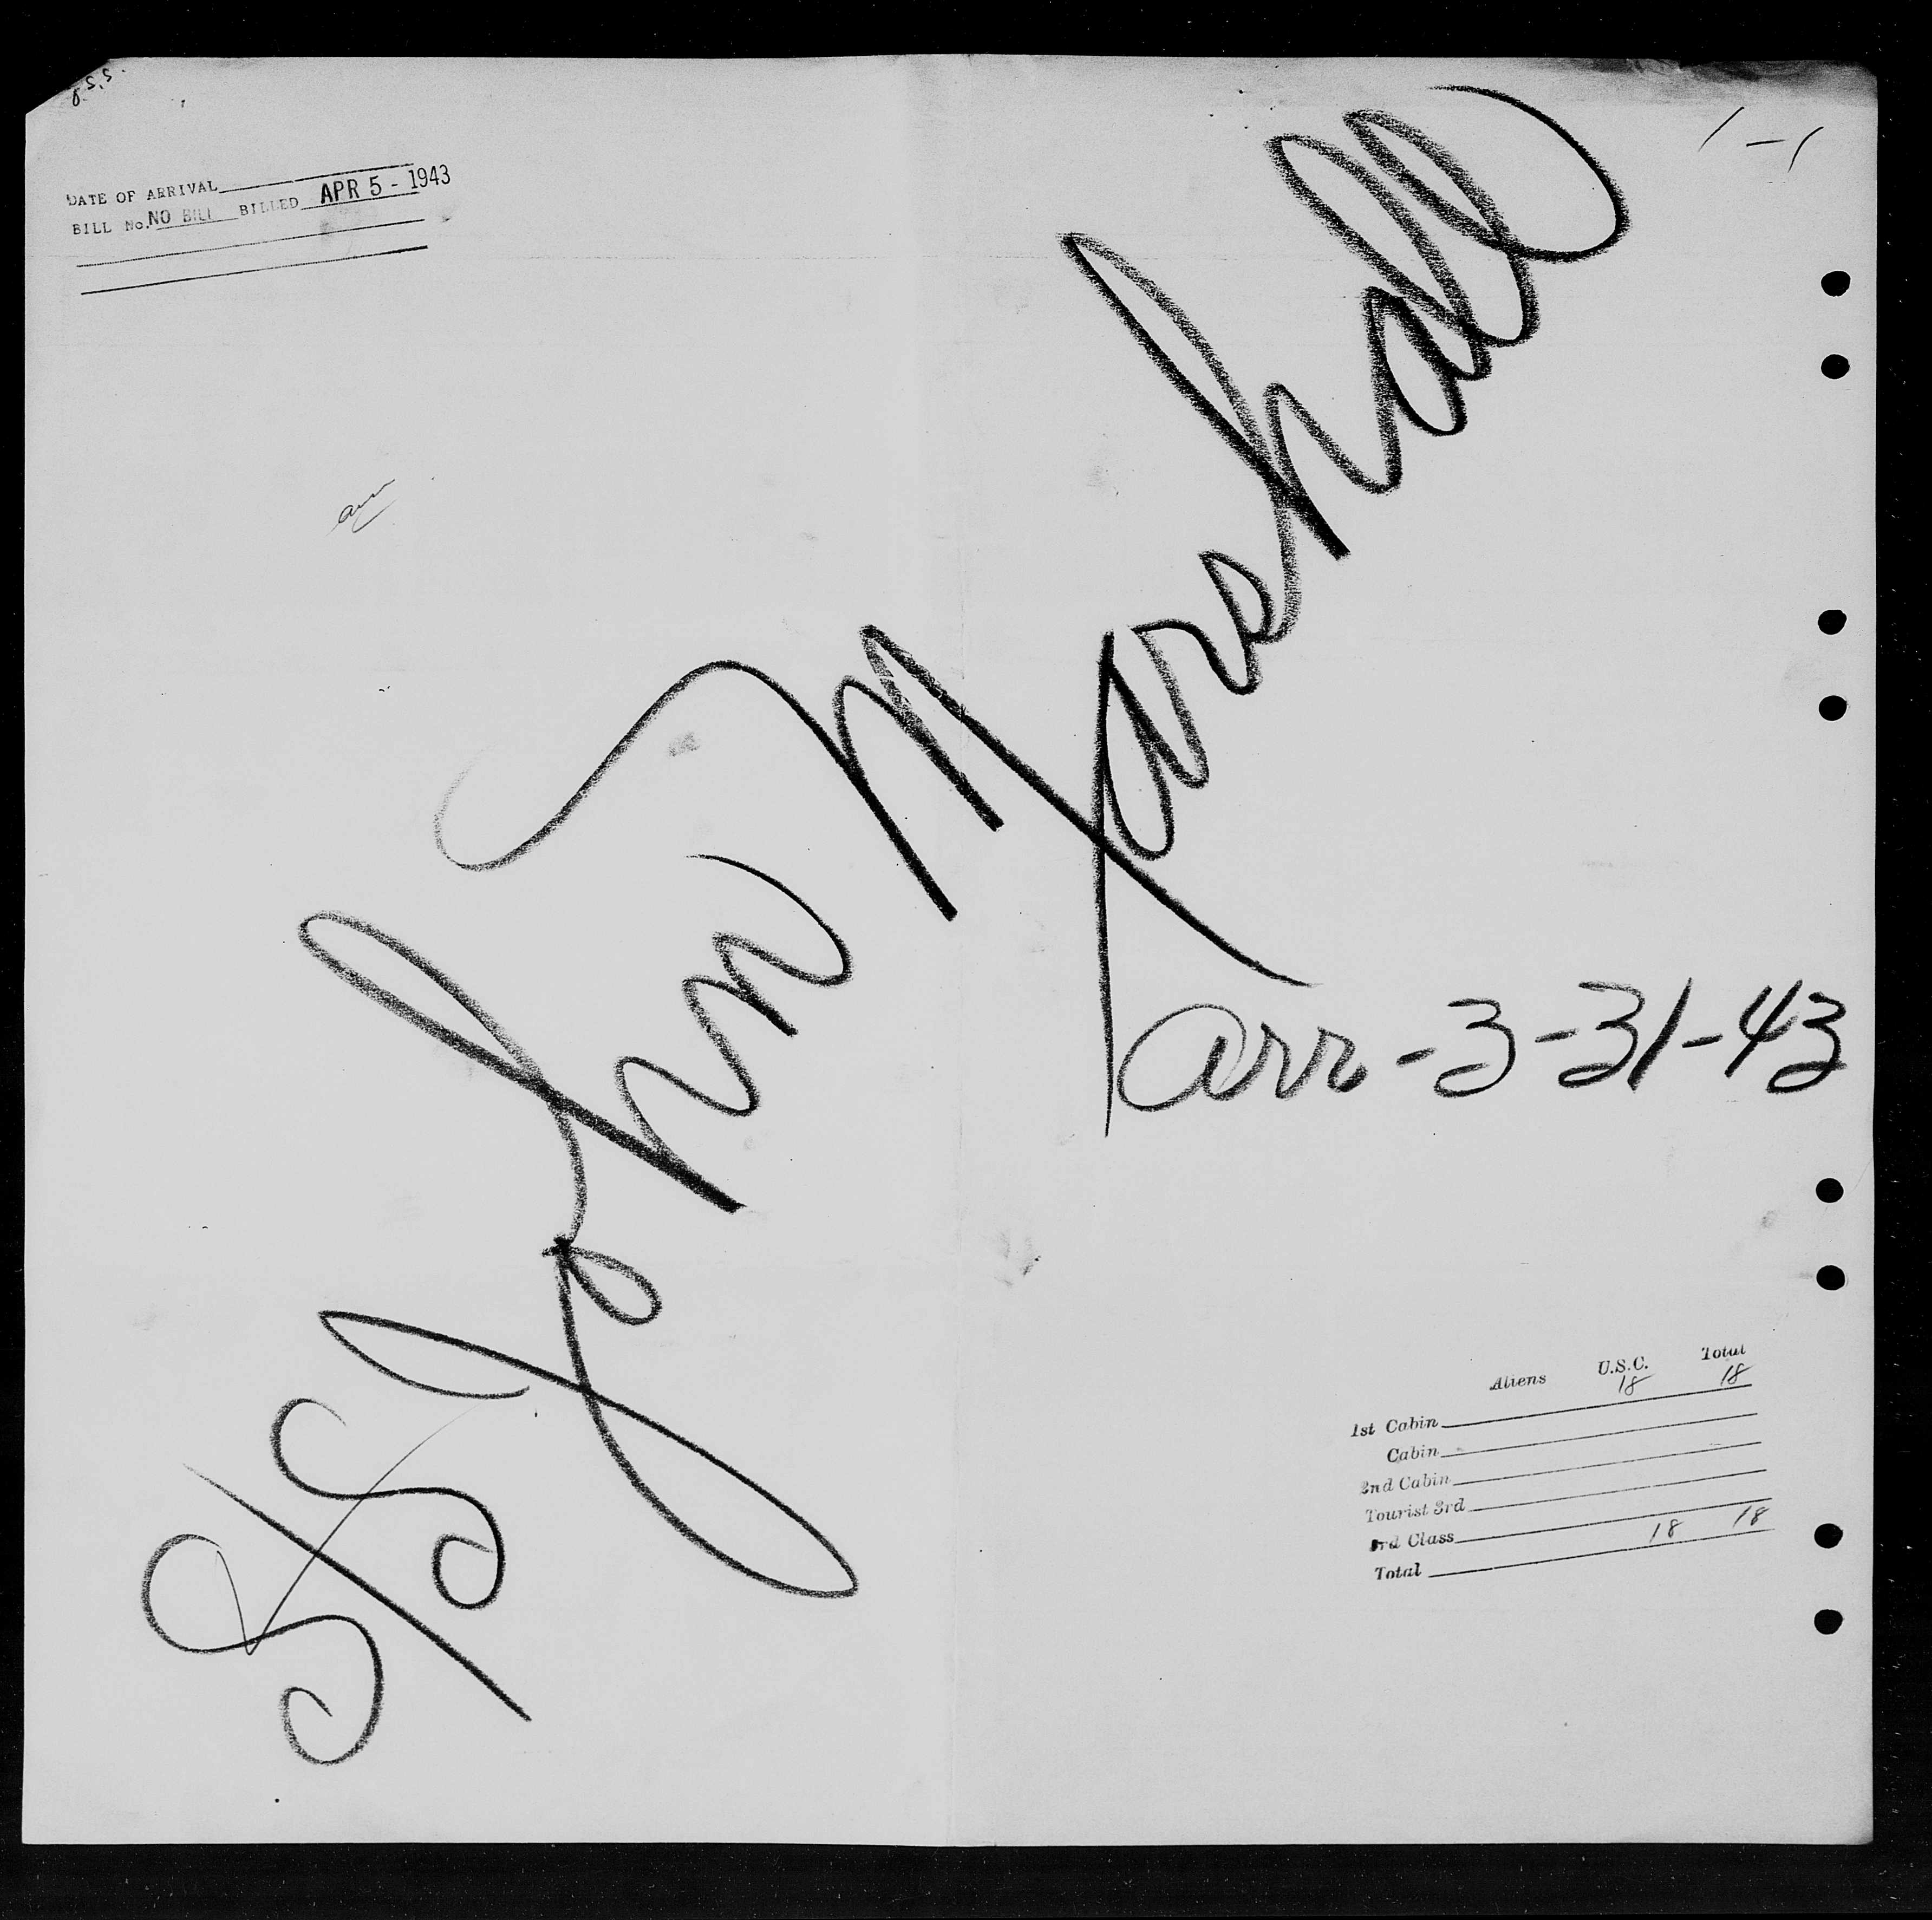 1-1
DATE OF ARRIVAL
BILL No. NO BILL BILLED APR 5 - 1943
S/S John Marshall
arr-3-31-43
Aliens U.S.C. Total
18 18
1st Cabin
Cabin
2nd Cabin
Tourist 3rd
3rd Class
Total 18 18